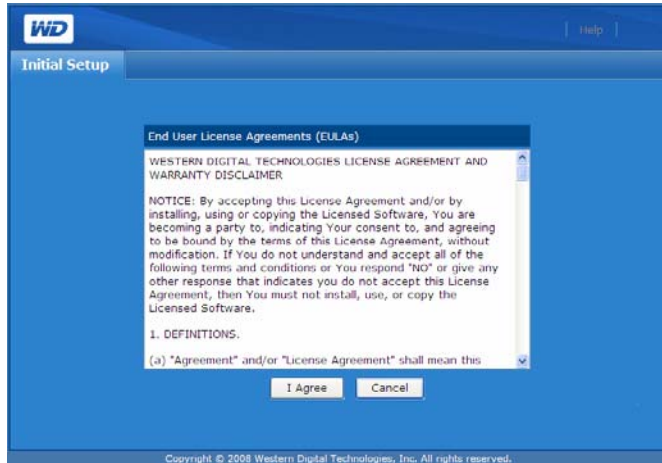 WD
Help
Initial Setup
End User License Agreements (EULAs)
WESTERN DIGITAL TECHNOLOGIES LICENSE AGREEMENT AND
WARRANTY DISCLAIMER
NOTICE: By accepting this License Agreement and/or by
installing, using or copying the Licensed Software, You are
becoming a party to, indicating Your consent to, and agreeing
to be bound by the terms of this License Agreement, without
modification. If You do not understand and accept all of the
following terms and conditions or You respond "NO" or give any
other response that indicates you do not accept this License
Agreement, then You must not install, use, or copy the
Licensed Software.
1. DEFINITIONS.
(a) "Agreement" and/or "License Agreement" shall mean this
I Agree
Cancel
Copyright © 2008 Western Digital Technologies, Inc. All rights reserved.